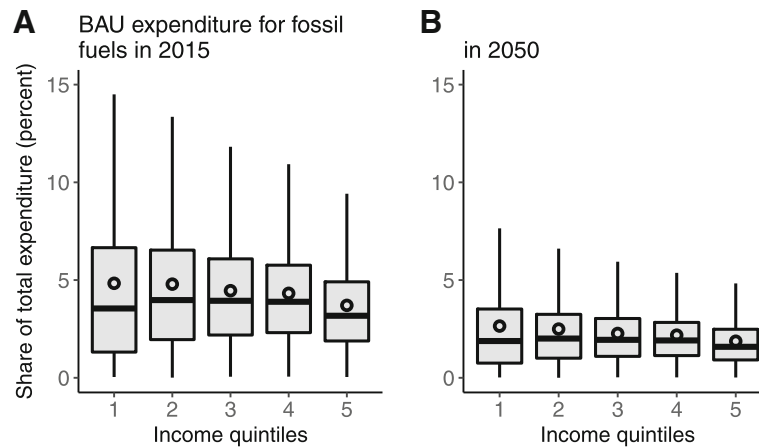 A
BAU expenditure for fossil
fuels in 2015
Share of total expenditure (percent)
15
10
5
0
1 2 3 4 5
Income quintiles
B
in 2050
15
10
5
0
1 2 3 4 5
Income quintiles